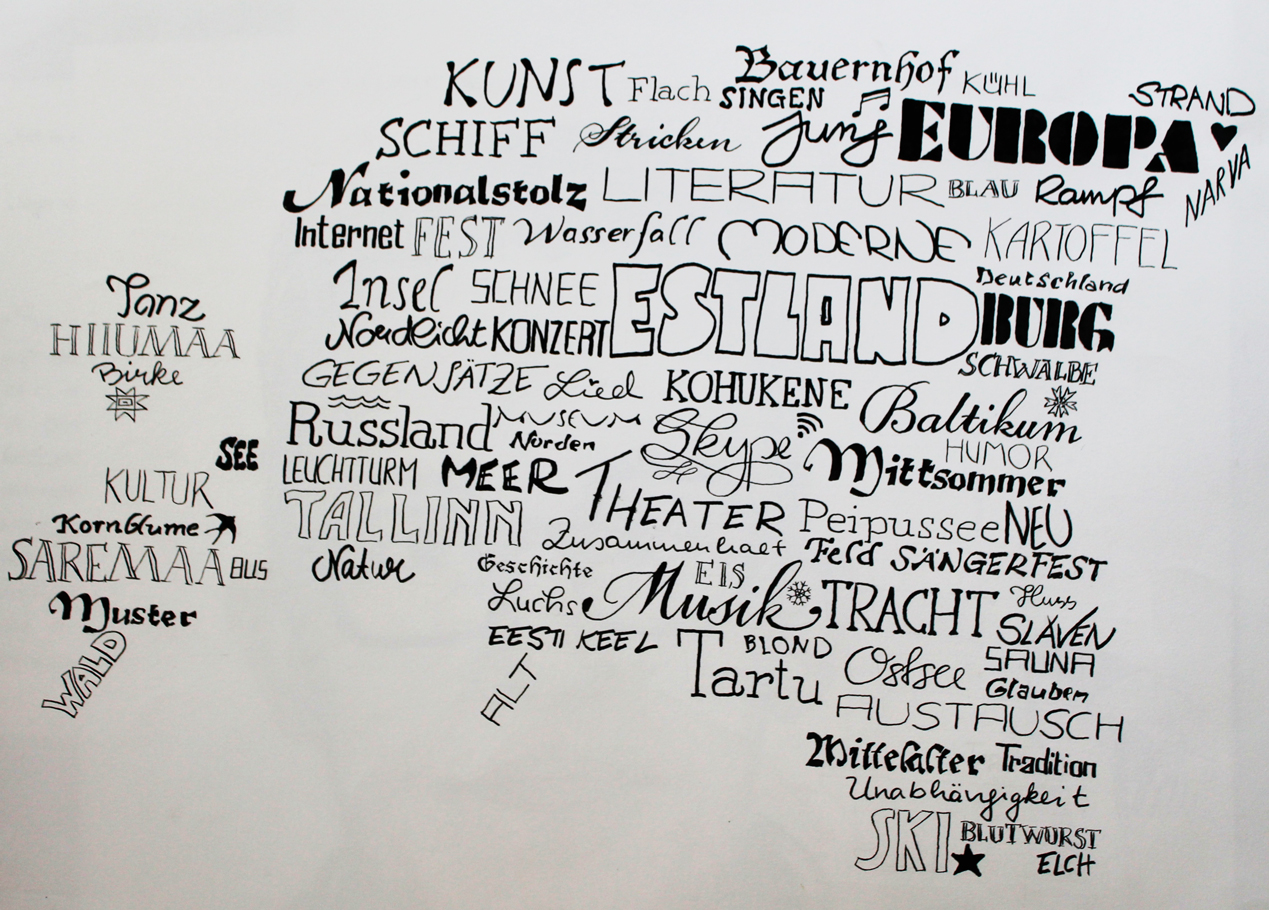 KUNST Flach Bauernhof KÜHL
SINGEN STRAND
SCHIFF Stricken Jung EUROPA
Nationalstolz LITERATUR BLAU Kampf NARVA
Internet FEST Wasserfall MODERNE KARTOFFEL
Insel SCHNEE ESTLAND Deutschland
Nordlicht KONZERT BURG
SCHWALBE
Tanz
HIIUMAA
Birke
GEGENSÄTZE Lied KOHUKENE Baltikum
Russland MUSEUM Skype HUMOR
Norden
SEE
LEUCHTTURM MEER THEATER Mittsommer
KULTUR
TALLINN Peipussee NEU
KornBlume
Zusammenhalt Feld SÄNGERFEST
SAREMAA BUS
Natur Geschichte EIS
Luchs Musik TRACHT Fluss
Muster
SLAVEN
EESTI KEEL Tartu BLOND Ostsee SAUNA
WALD
Glauben
ALT
AUSTAUSCH
Mittelalter Tradition
Unabhängigkeit
SKI BLUTWURST
ELCH